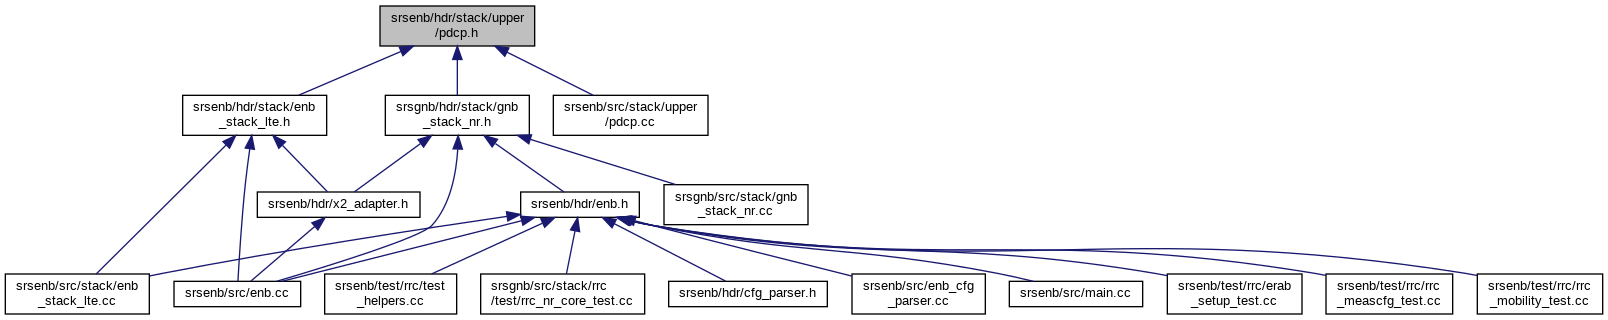 srsenb/hdr/stack/upper
/pdcp.h
srsenb/hdr/stack/enb
_stack_lte.h
srsgnb/hdr/stack/gnb
_stack_nr.h
srsenb/src/stack/upper
/pdcp.cc
srsenb/hdr/x2_adapter.h
srsenb/hdr/enb.h
srsgnb/src/stack/gnb
_stack_nr.cc
srsenb/src/stack/enb
_stack_lte.cc
srsenb/src/enb.cc
srsenb/test/rrc/test
_helpers.cc
srsgnb/src/stack/rrc
/test/rrc_nr_core_test.cc
srsenb/hdr/cfg_parser.h
srsenb/src/enb_cfg
_parser.cc
srsenb/src/main.cc
srsenb/test/rrc/erab
_setup_test.cc
srsenb/test/rrc/rrc
_meascfg_test.cc
srsenb/test/rrc/rrc
_mobility_test.cc